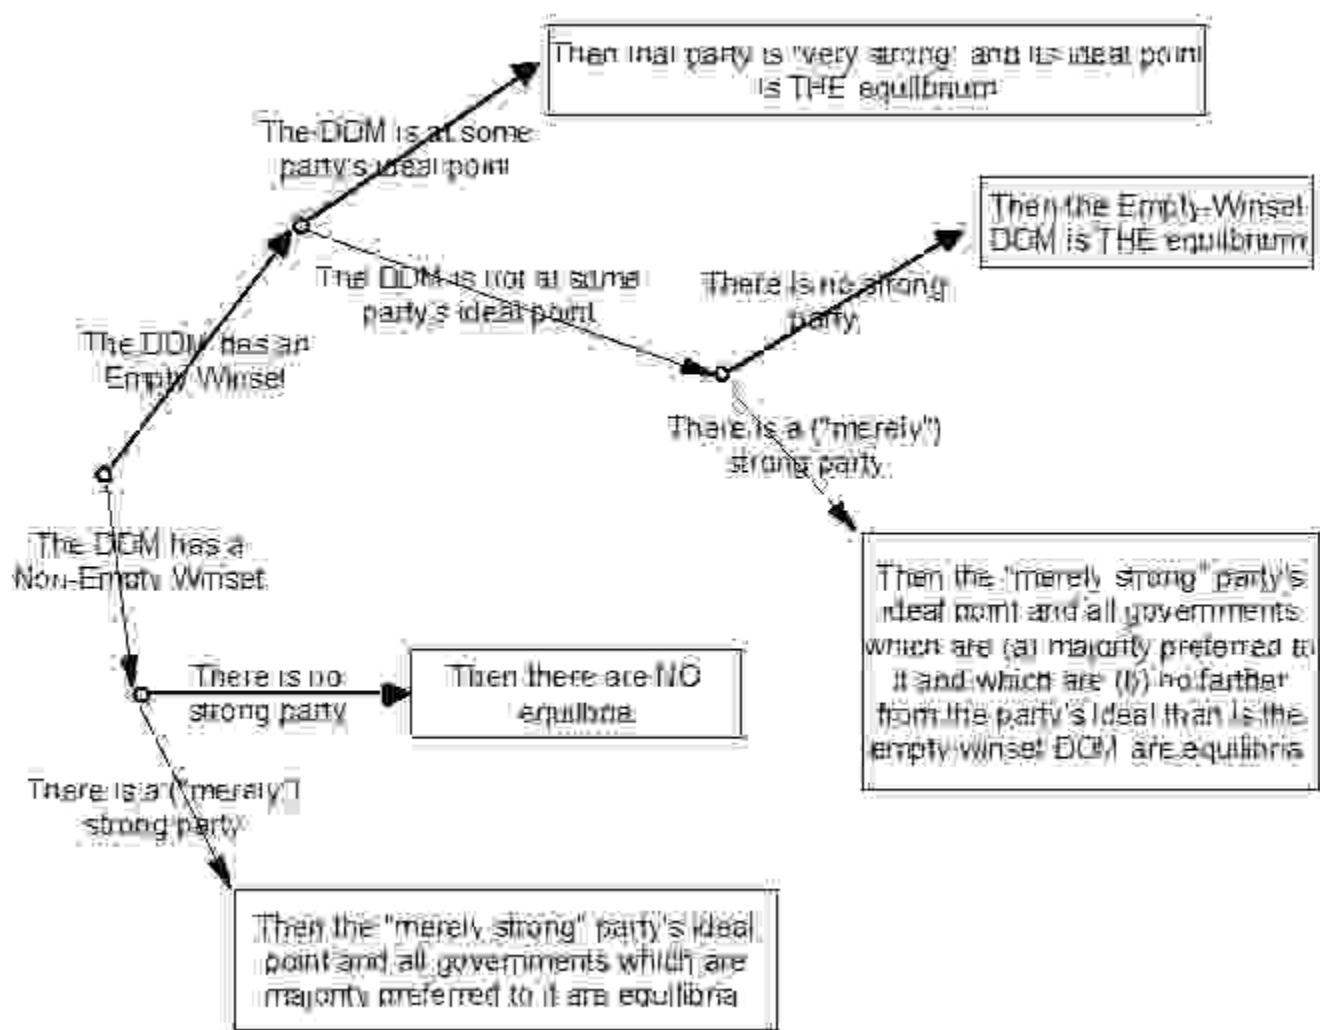 Then that party is "very strong" and its ideal point
is THE equilibrium
The DDM is at some
party's ideal point
Then the Empty-Winset
DDM is THE equilibrium
The DDM is not at some
party's ideal point
There is no strong
party
The DDM has an
Empty Winset
There is a ("merely")
strong party
The DDM has a
Non-Empty Winset
Then the "merely strong" party's
ideal point and all governments
which are (a) majority preferred to
it and which are (b) no farther
from the party's ideal than is the
empty-winset DDM are equilibria
There is no
strong party
Then there are NO
equilibria
There is a ("merely")
strong party
Then the "merely strong" party's ideal
point and all governments which are
majority preferred to it are equilibria